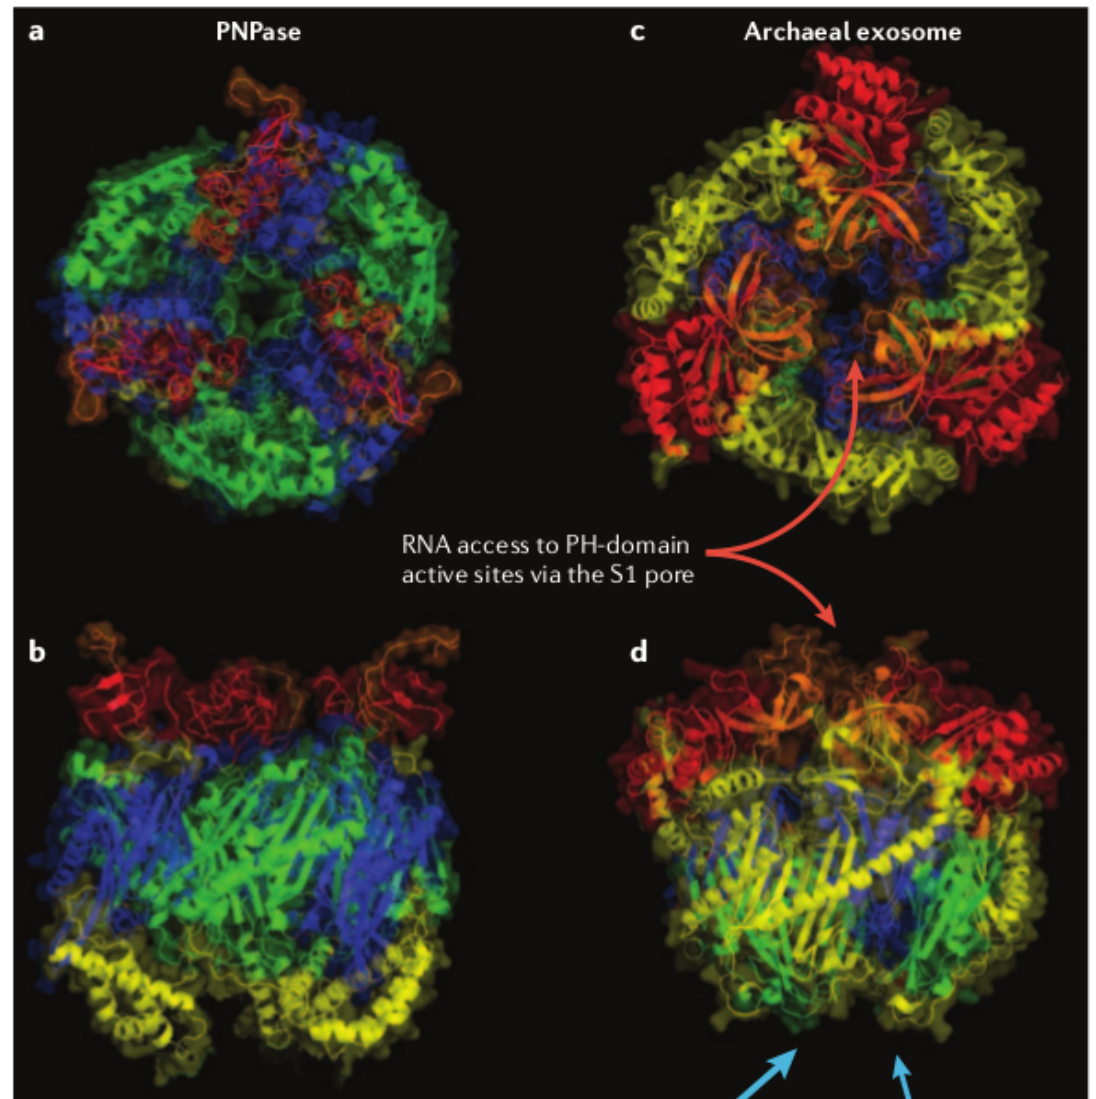 a
PNPase
c
Archaeal exosome
RNA access to PH-domain
active sites via the S1 pore
b
d